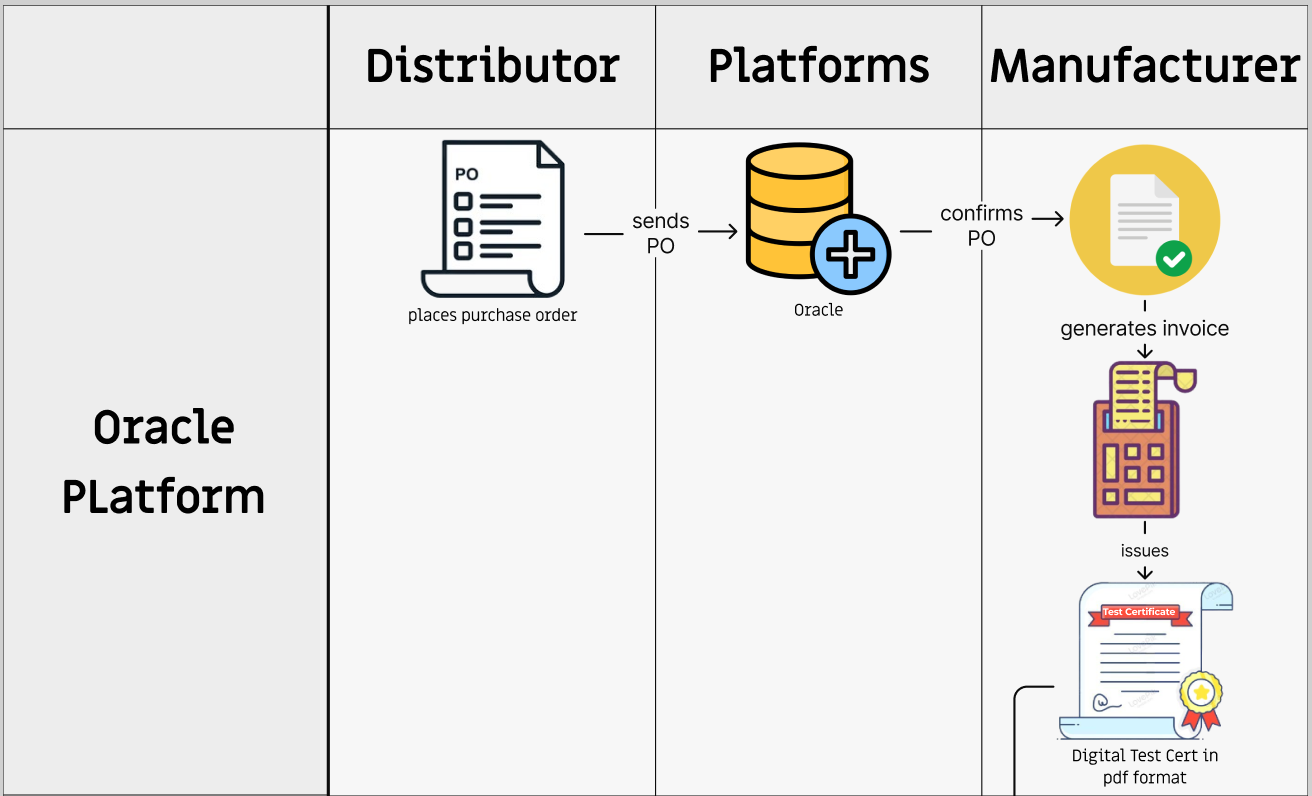 Distributor
Platforms
Manufacturer
PO
sends
PO
confirms
PO
places purchase order
Oracle
generates invoice
Oracle
PLatform
issues
Test Certificate
Digital Test Cert in
pdf format